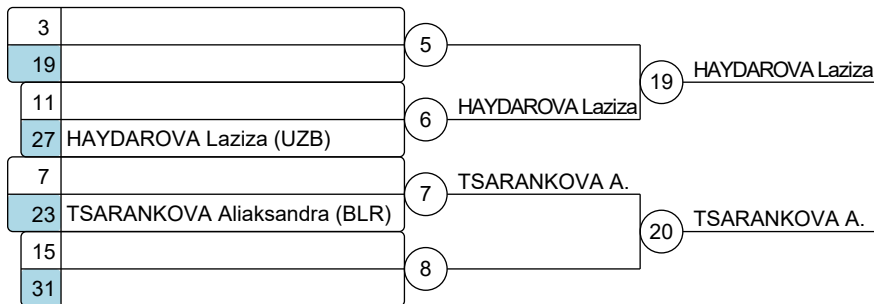 3
5
19
19 HAYDAROVA Laziza
11
6 HAYDAROVA Laziza
27 HAYDAROVA Laziza (UZB)
7
7 TSARANKOVA A.
23 TSARANKOVA Aliaksandra (BLR)
20 TSARANKOVA A.
15
8
31